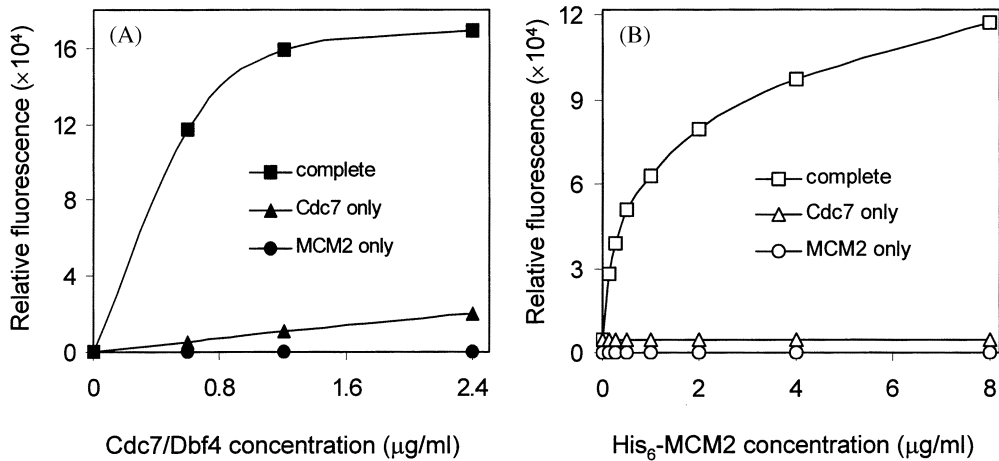 (A)
Relative fluorescence (×10⁴)
16
12
8
4
0
complete
Cdc7 only
MCM2 only
0 0.8 1.6 2.4
Cdc7/Dbf4 concentration (μg/ml)
(B)
Relative fluorescence (×10⁴)
12
9
6
3
0
complete
Cdc7 only
MCM2 only
0 2 4 6 8
His₆-MCM2 concentration (μg/ml)